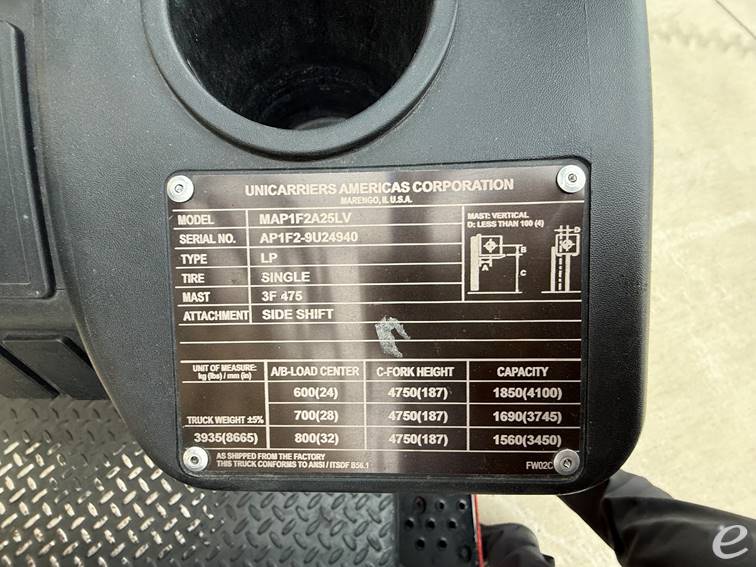 UNICARRIERS AMERICAS CORPORATION
MARENGO, IL U.S.A.
MODEL MAP1F2A25LV
SERIAL NO. AP1F2-9U24940
TYPE LP
TIRE SINGLE
MAST 3F 475
ATTACHMENT SIDE SHIFT
MAST: VERTICAL
D: LESS THAN 100 (4)
D
B
A
C
UNIT OF MEASURE:
kg (lbs) / mm (in)
A/B-LOAD CENTER C-FORK HEIGHT CAPACITY
600(24) 4750(187) 1850(4100)
TRUCK WEIGHT ±5% 700(28) 4750(187) 1690(3745)
3935(8665) 800(32) 4750(187) 1560(3450)
AS SHIPPED FROM THE FACTORY
THIS TRUCK CONFORMS TO ANSI / ITSDF B56.1
FW02C
e